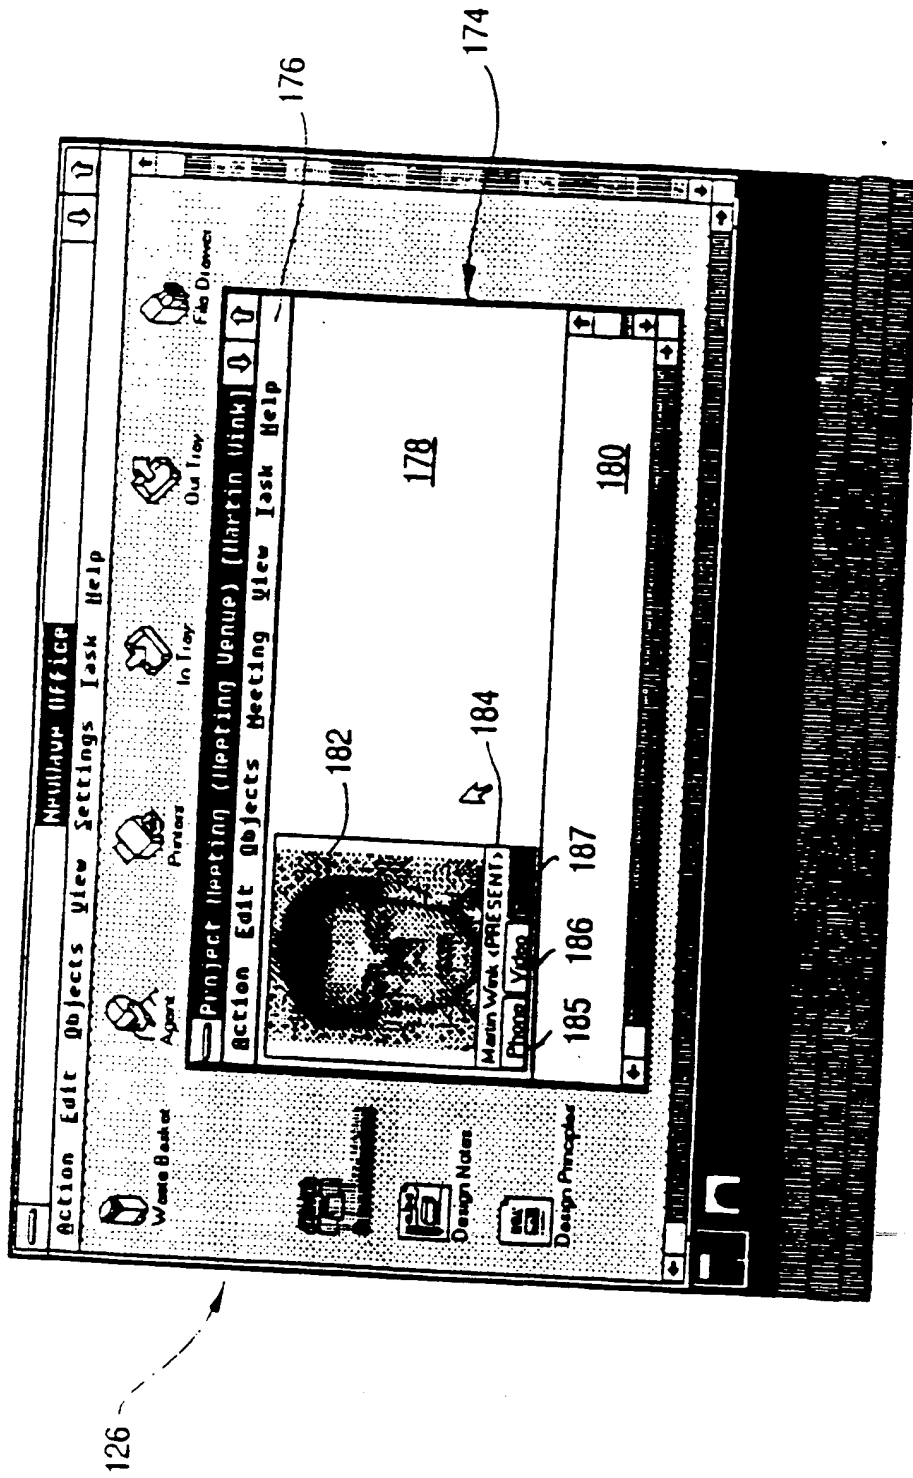 NewWave Office
Action Edit Objects View Settings Task Help
Waste Basket
Agent
Printers
In Tray
Out Tray
File Drawer
Project Meeting (Meeting Venue) [Martin Wink]
Action Edit Objects Meeting View Task Help
Martin Wink <PRESENT>
Phone Video
Design Notes
Design Principles
126
174
176
178
180
182
184
185
186
187